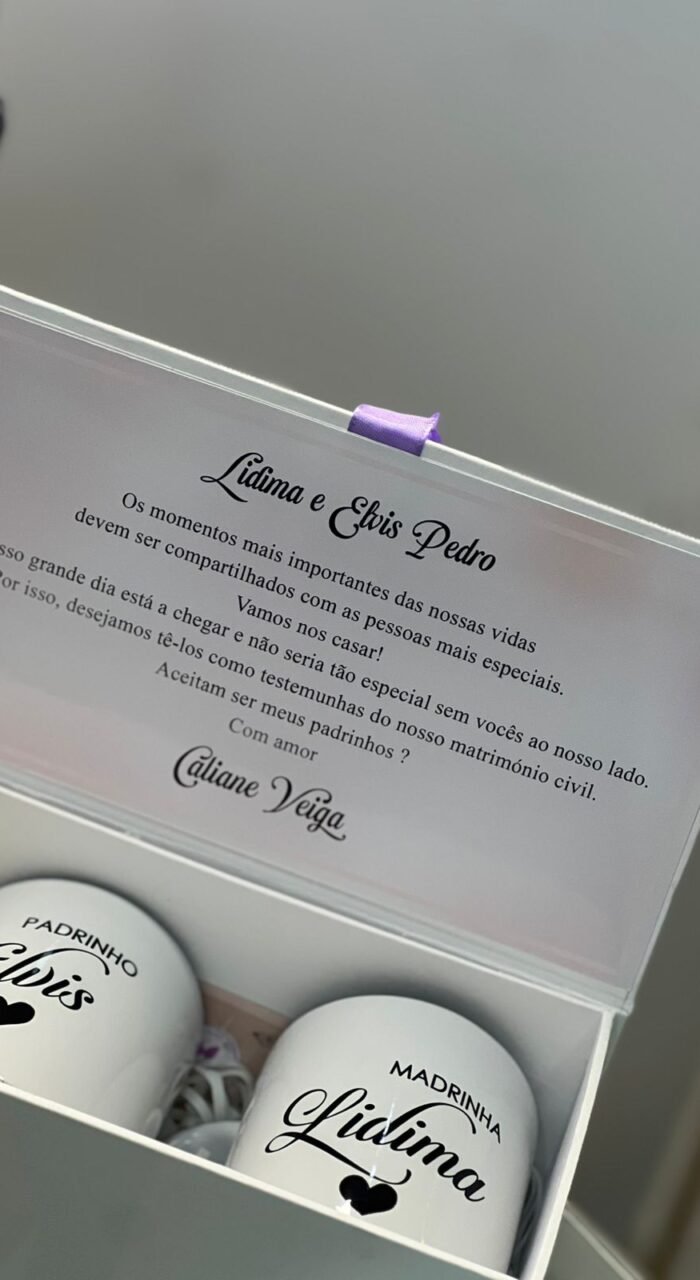 Lidima e Elvis Pedro
Os momentos mais importantes das nossas vidas
devem ser compartilhados com as pessoas mais especiais.
Vamos nos casar!
grande dia está a chegar e não seria tão especial sem vocês ao nosso lado.
Por isso, desejamos tê-los como testemunhas do nosso matrimónio civil.
Aceitam ser meus padrinhos ?
Com amor
Caliane Veiga
PADRINHO
Elvis
MADRINHA
Lidima